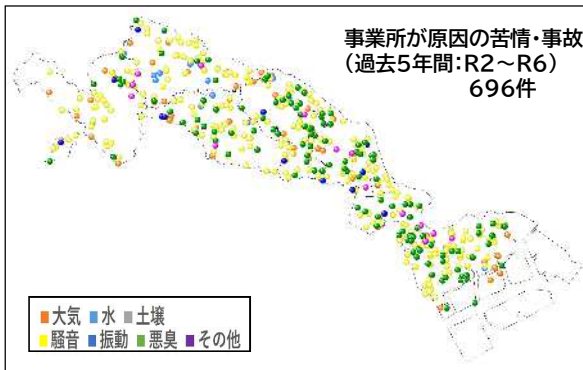 事業所が原因の苦情・事故
(過去5年間:R2～R6)
696件
■大気 ■水 ■土壌
■騒音 ■振動 ■悪臭 ■その他